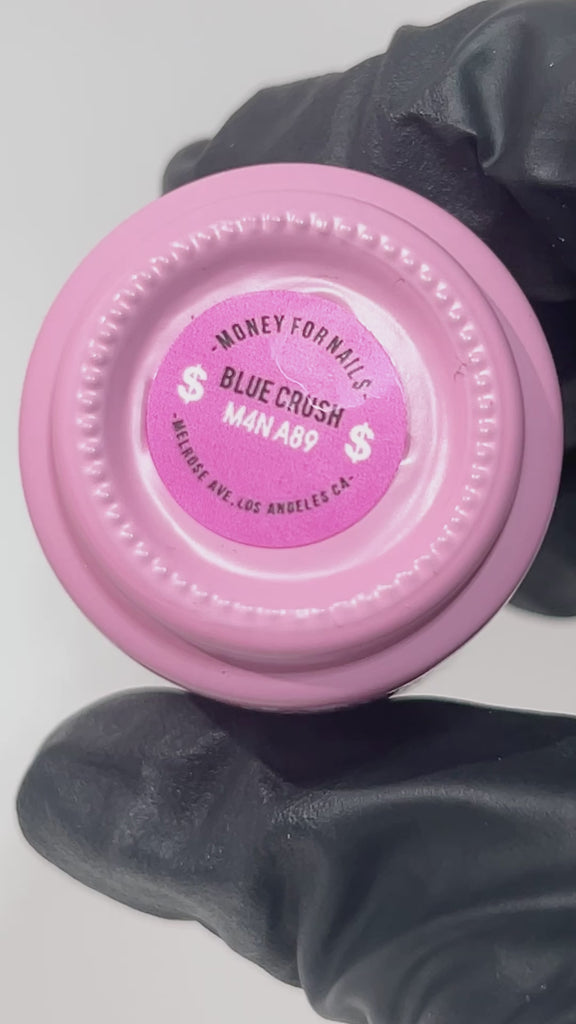 -MONEY FOR NAILS-
$ $
BLUE CRUSH
M4N A89
-MELROSE AVE. LOS ANGELES CA-